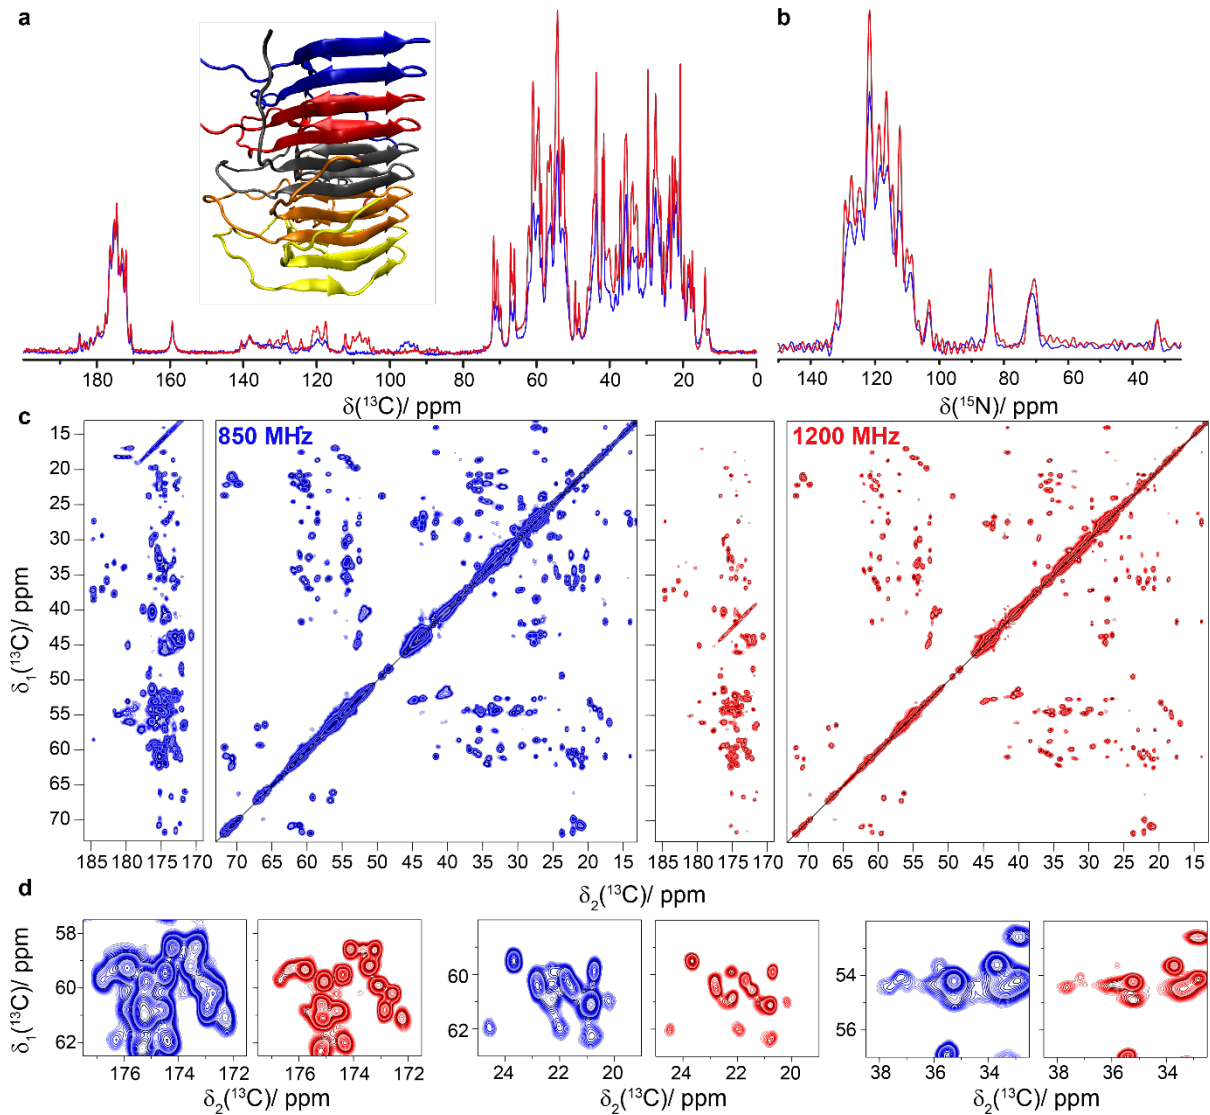 a
b
180 160 140 120 100 80 60 40 20 0
δ(¹³C)/ ppm
140 120 100 80 60 40
δ(¹⁵N)/ ppm
c
850 MHz
1200 MHz
δ₁(¹³C)/ ppm
15
20
25
30
35
40
45
50
55
60
65
70
185 180 175 170
70 65 60 55 50 45 40 35 30 25 20 15
185 180 175 170
70 65 60 55 50 45 40 35 30 25 20 15
δ₂(¹³C)/ ppm
d
δ₁(¹³C)/ ppm
58
60
62
176 174 172
176 174 172
δ₂(¹³C)/ ppm
60
62
24 22 20
24 22 20
δ₂(¹³C)/ ppm
54
56
38 36 34
38 36 34
δ₂(¹³C)/ ppm